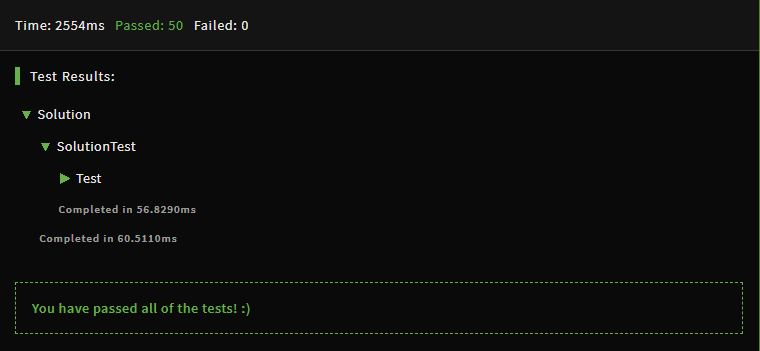 Time: 2554ms Passed: 50 Failed: 0
Test Results:
Solution
SolutionTest
Test
Completed in 56.8290ms
Completed in 60.5110ms
You have passed all of the tests! :)